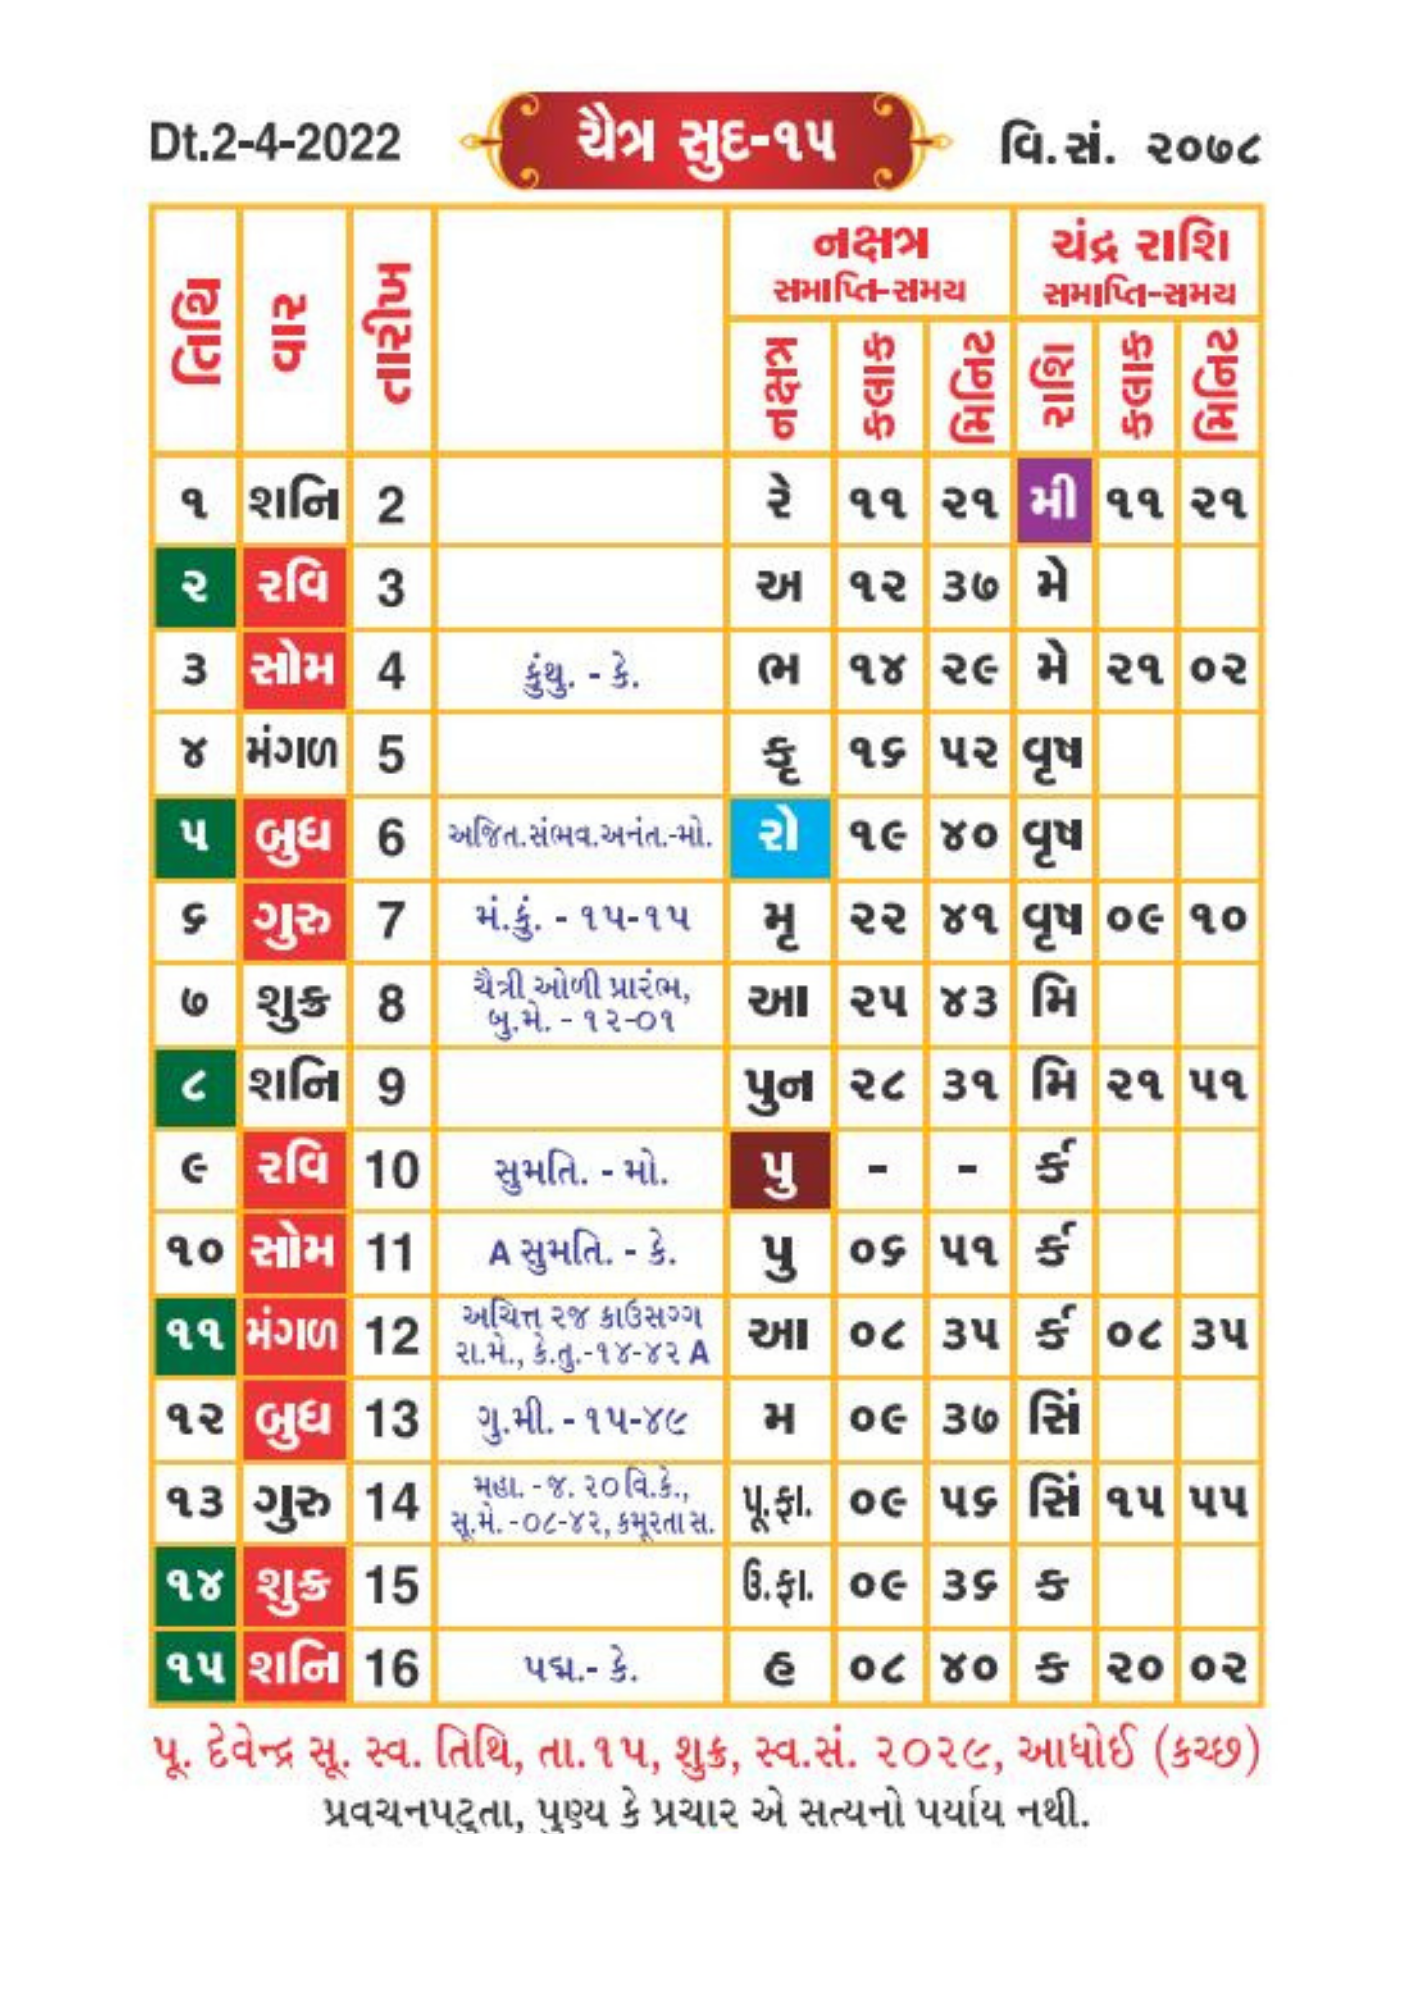 Dt.2-4-2022 ચૈત્ર સુદ-૧૫ વિ.સં. ૨૦૭૮
તિથિ વાર તારીખ નક્ષત્ર ચંદ્ર રાશિ
સમાપ્તિ-સમય સમાપ્તિ-સમય
નક્ષત્ર કલાક મિનિટ રાશિ કલાક મિનિટ
૧ શનિ 2 રે ૧૧ ૨૧ મી ૧૧ ૨૧
૨ રવિ 3 અ ૧૨ ૩૭ મે
૩ સોમ 4 કુંથુ. - કે. ભ ૧૪ ૨૯ મે ૨૧ ૦૨
૪ મંગળ 5 કૃ ૧૬ ૫૨ વૃષ
૫ બુધ 6 અજિત.સંભવ.અનંત.-મો. રો ૧૯ ૪૦ વૃષ
૬ ગુરુ 7 મં.કું. - ૧૫-૧૫ મૃ ૨૨ ૪૧ વૃષ ૦૯ ૧૦
૭ શુક્ર 8 ચૈત્રી ઓળી પ્રારંભ, આ ૨૫ ૪૩ મિ
બુ.મે. - ૧૨-૦૧
૮ શનિ 9 પુન ૨૮ ૩૧ મિ ૨૧ ૫૧
૯ રવિ 10 સુમતિ. - મો. પુ - - ર્ક
૧૦ સોમ 11 A સુમતિ. - કે. પુ ૦૬ ૫૧ ર્ક
૧૧ મંગળ 12 અચિત્ત રજ કાઉસગ્ગ આ ૦૮ ૩૫ ર્ક ૦૮ ૩૫
રા.મે., કે.તુ.-૧૪-૪૨ A
૧૨ બુધ 13 ગુ.મી. - ૧૫-૪૯ મ ૦૯ ૩૭ સિં
૧૩ ગુરુ 14 મહા. - જ. ૨૦વિ.કે., પૂ.ફા. ૦૯ ૫૬ સિં ૧૫ ૫૫
સૂ.મે. -૦૮-૪૨, કમૂરતા સ.
૧૪ શુક્ર 15 ઉ.ફા. ૦૯ ૩૬ ક
૧૫ શનિ 16 પદ્મ.- કે. હ ૦૮ ૪૦ ક ૨૦ ૦૨
પૂ. દેવેન્દ્ર સૂ. સ્વ. તિથિ, તા.૧૫, શુક્ર, સ્વ.સં. ૨૦૨૯, આધોઈ (કચ્છ)
પ્રવચનપટુતા, પુણ્ય કે પ્રચાર એ સત્યનો પર્યાય નથી.